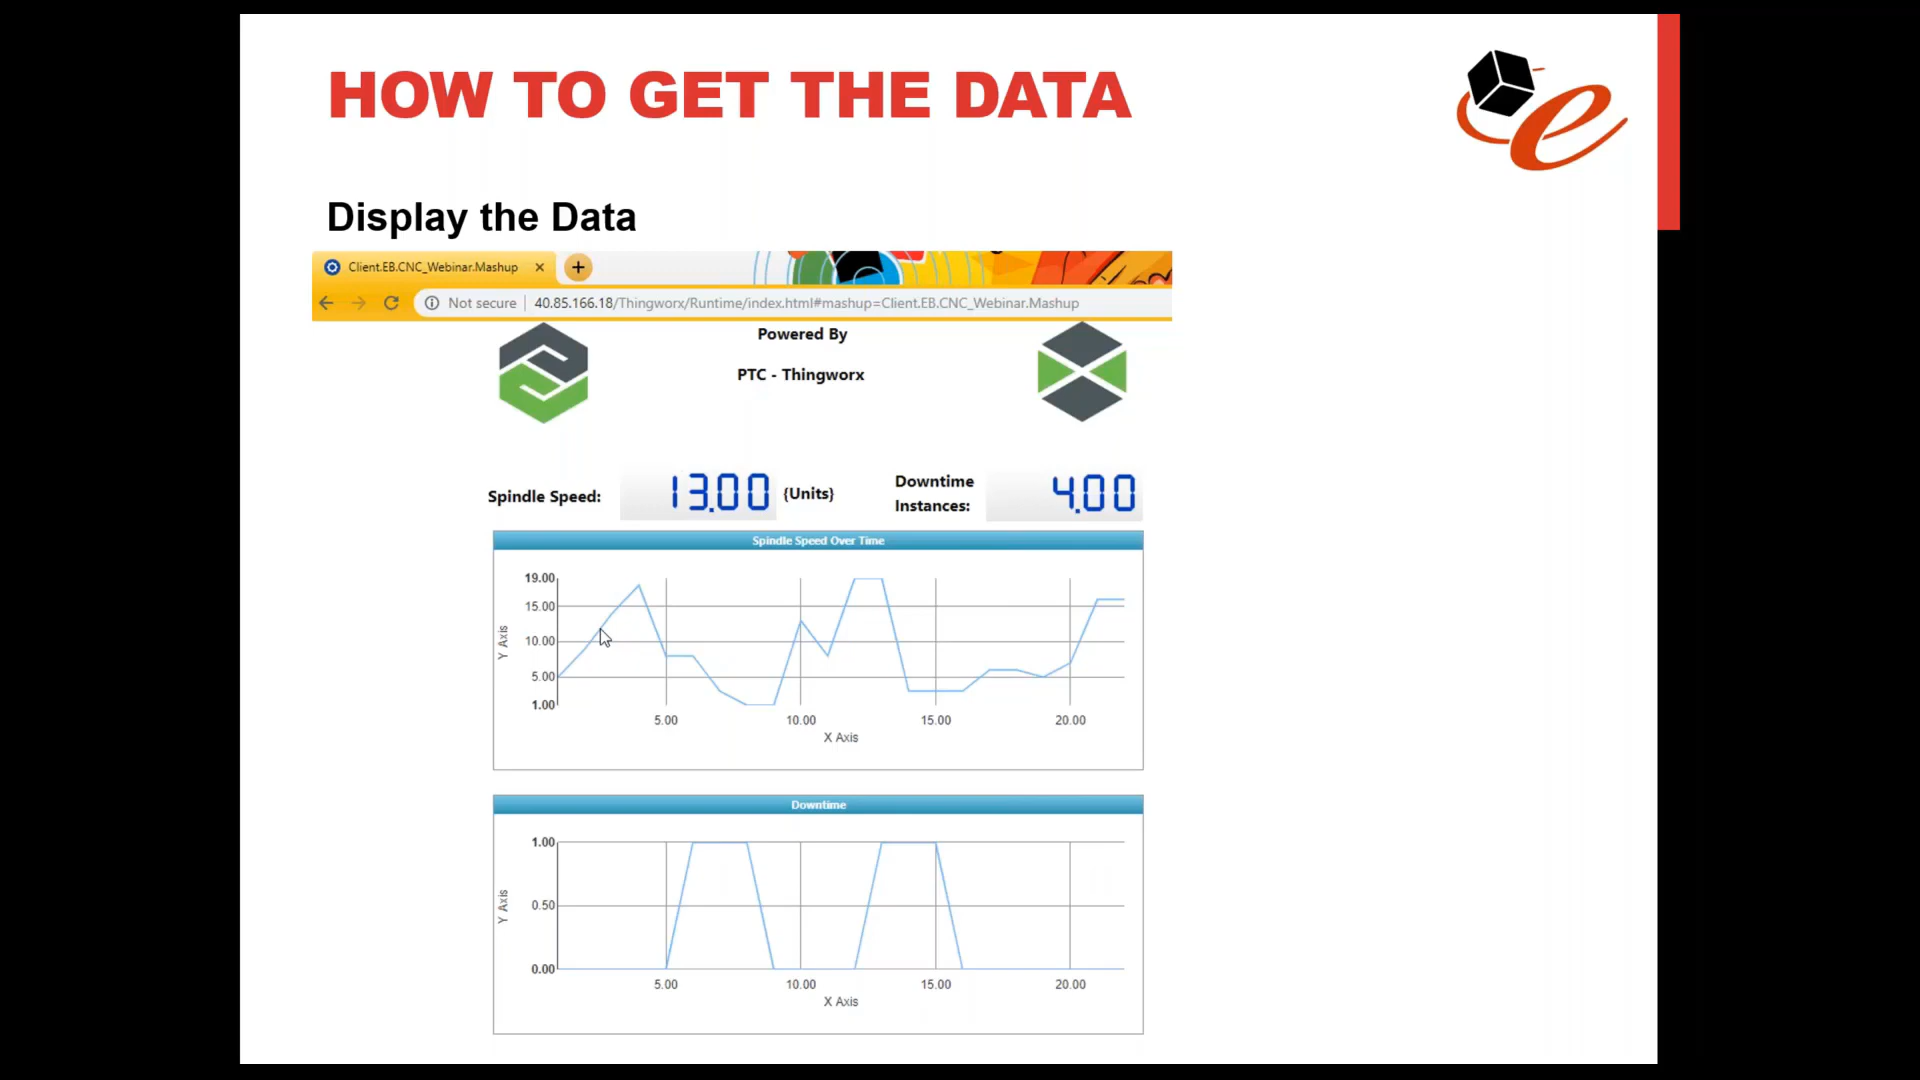 HOW TO GET THE DATA
e
Display the Data
Client.EB.CNC_Webinar.Mashup
Not secure
40.85.166.18/Thingworx/Runtime/index.html#mashup=Client.EB.CNC_Webinar.Mashup
Powered By
PTC - Thingworx
Spindle Speed: 13.00 {Units}
Downtime
Instances: 4.00
Spindle Speed Over Time
19.00
15.00
10.00
5.00
1.00
Y Axis
5.00 10.00 15.00 20.00
X Axis
Downtime
1.00
0.50
0.00
Y Axis
5.00 10.00 15.00 20.00
X Axis